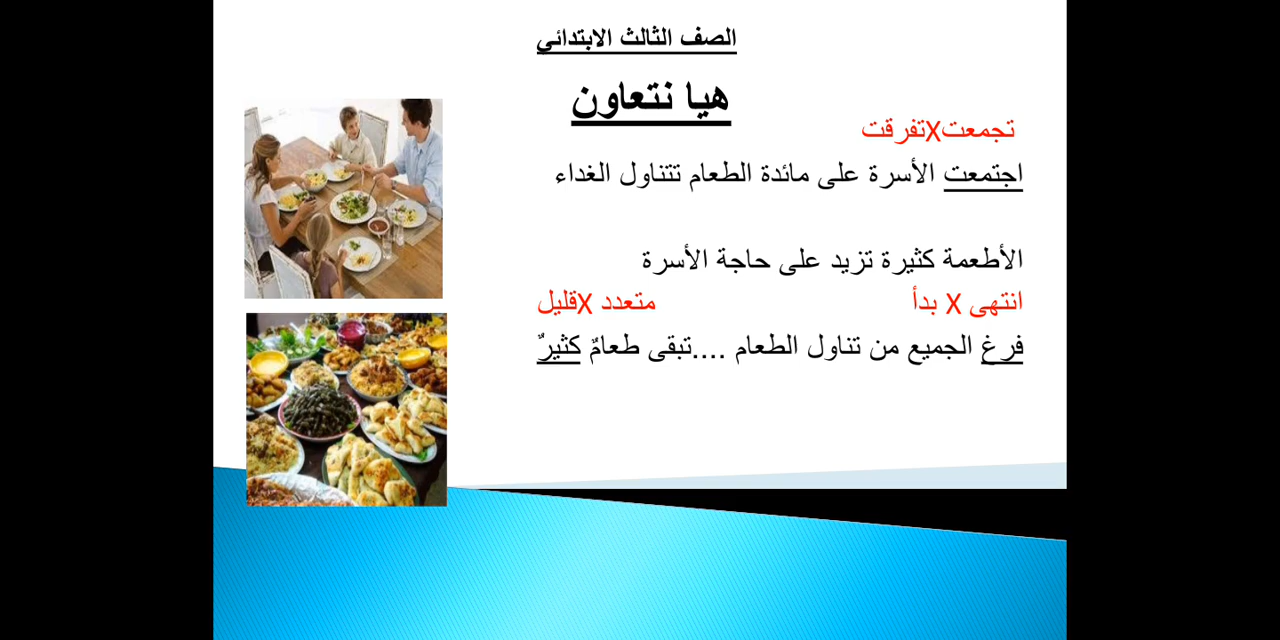 الصف الثالث الابتدائي
هيا نتعاون
تجمعتXتفرقت
اجتمعت الأسرة على مائدة الطعام تتناول الغداء
الأطعمة كثيرة تزيد على حاجة الأسرة
انتهى X بدأ متعدد Xقليل
فرغ الجميع من تناول الطعام ....تبقى طعامٌ كثيرٌ